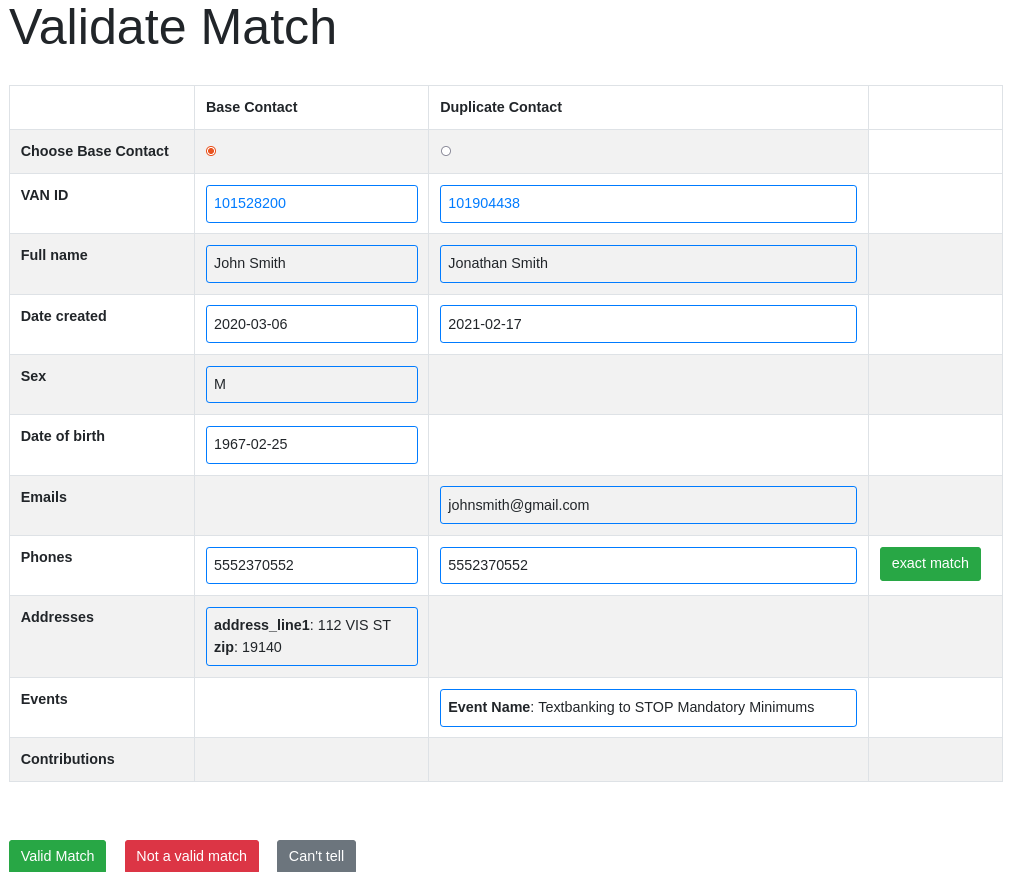 Validate Match
Base Contact Duplicate Contact
Choose Base Contact
VAN ID 101528200 101904438
Full name John Smith Jonathan Smith
Date created 2020-03-06 2021-02-17
Sex M
Date of birth 1967-02-25
Emails johnsmith@gmail.com
Phones 5552370552 5552370552 exact match
Addresses address_line1: 112 VIS ST
zip: 19140
Events Event Name: Textbanking to STOP Mandatory Minimums
Contributions
Valid Match Not a valid match Can't tell